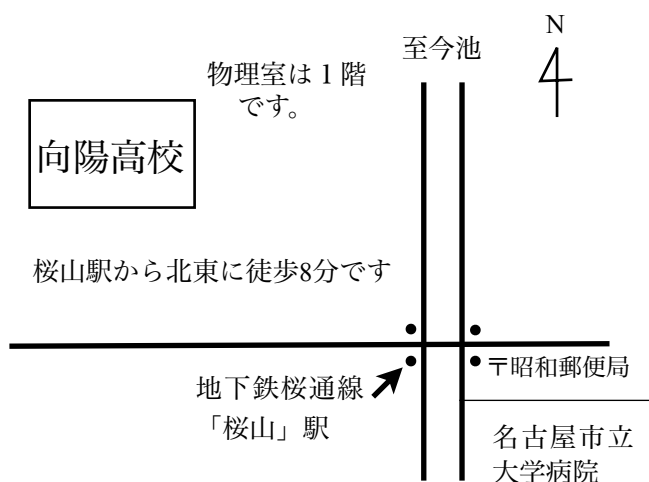 N
至今池
物理室は１階
です。
向陽高校
桜山駅から北東に徒歩8分です
〒昭和郵便局
地下鉄桜通線
「桜山」駅
名古屋市立
大学病院